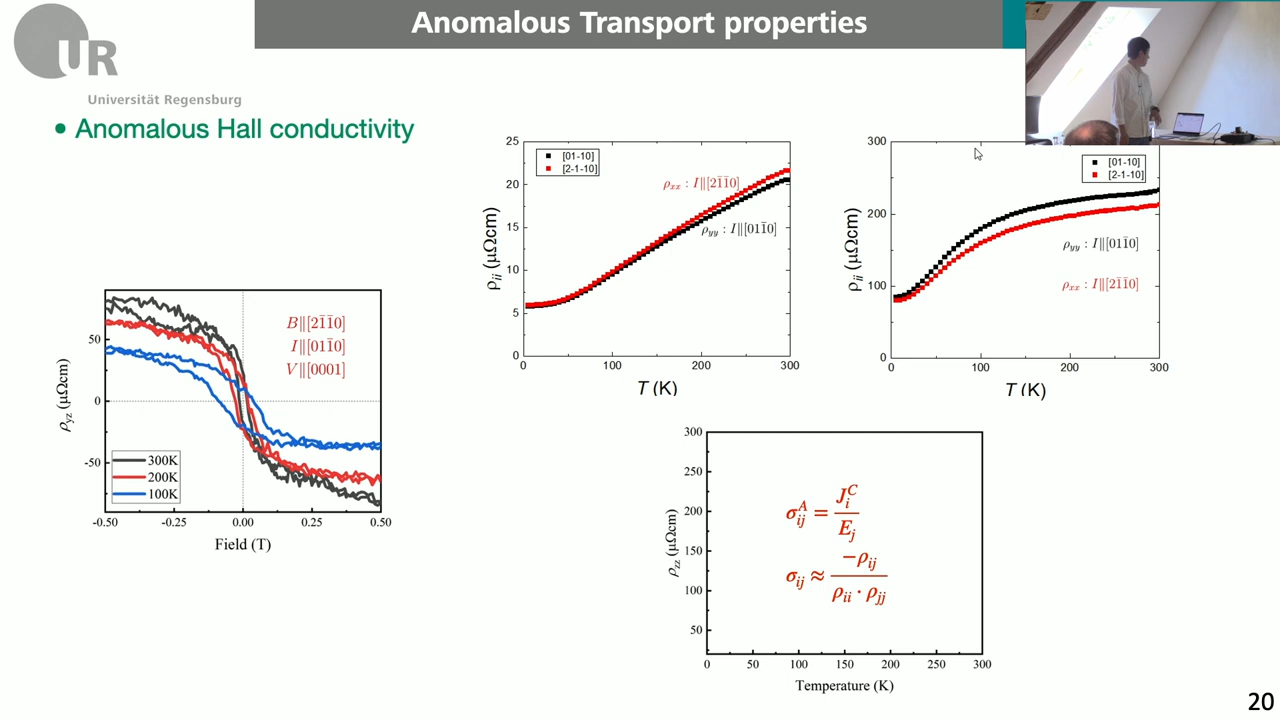 Anomalous Transport properties
UR
Universität Regensburg
• Anomalous Hall conductivity
25
20
15
10
5
0
ρii (μΩcm)
[01-10]
[2-1-10]
ρxx : I||[21̄1̄0]
ρyy : I||[011̄0]
0
100
200
300
T (K)
300
200
100
0
ρii (μΩcm)
[01-10]
[2-1-10]
ρyy : I||[011̄0]
ρxx : I||[21̄1̄0]
0
100
200
300
T (K)
50
0
-50
ρyz (μΩcm)
B||[21̄1̄0]
I||[011̄0]
V||[0001]
300K
200K
100K
-0.50
-0.25
0.00
0.25
0.50
Field (T)
300
250
200
150
100
50
ρzz (μΩcm)
σᴬij = Jᶜi / Ej
σij ≈ −ρij / ρii · ρjj
0
50
100
150
200
250
300
Temperature (K)
20